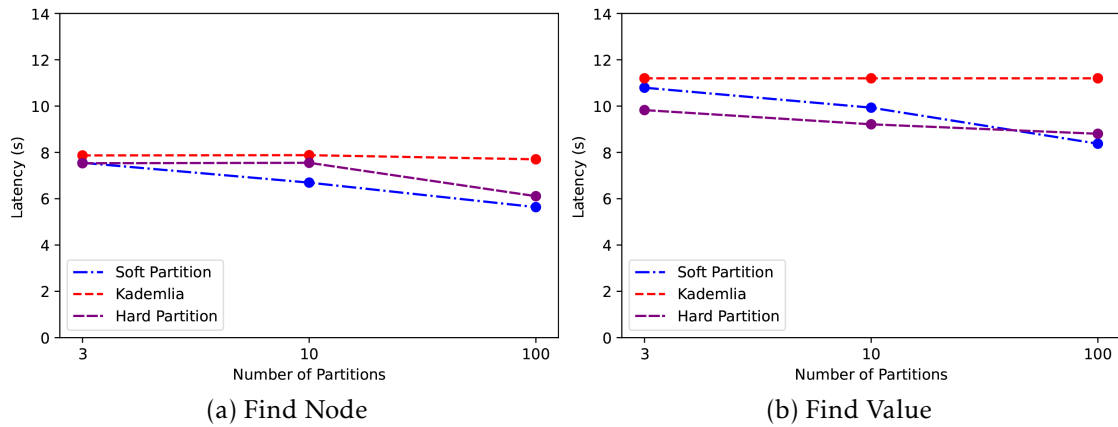 14
12
10
8
6
4
2
0
Latency (s)
Soft Partition
Kademlia
Hard Partition
3
10
100
Number of Partitions
(a) Find Node
14
12
10
8
6
4
2
0
Latency (s)
Soft Partition
Kademlia
Hard Partition
3
10
100
Number of Partitions
(b) Find Value